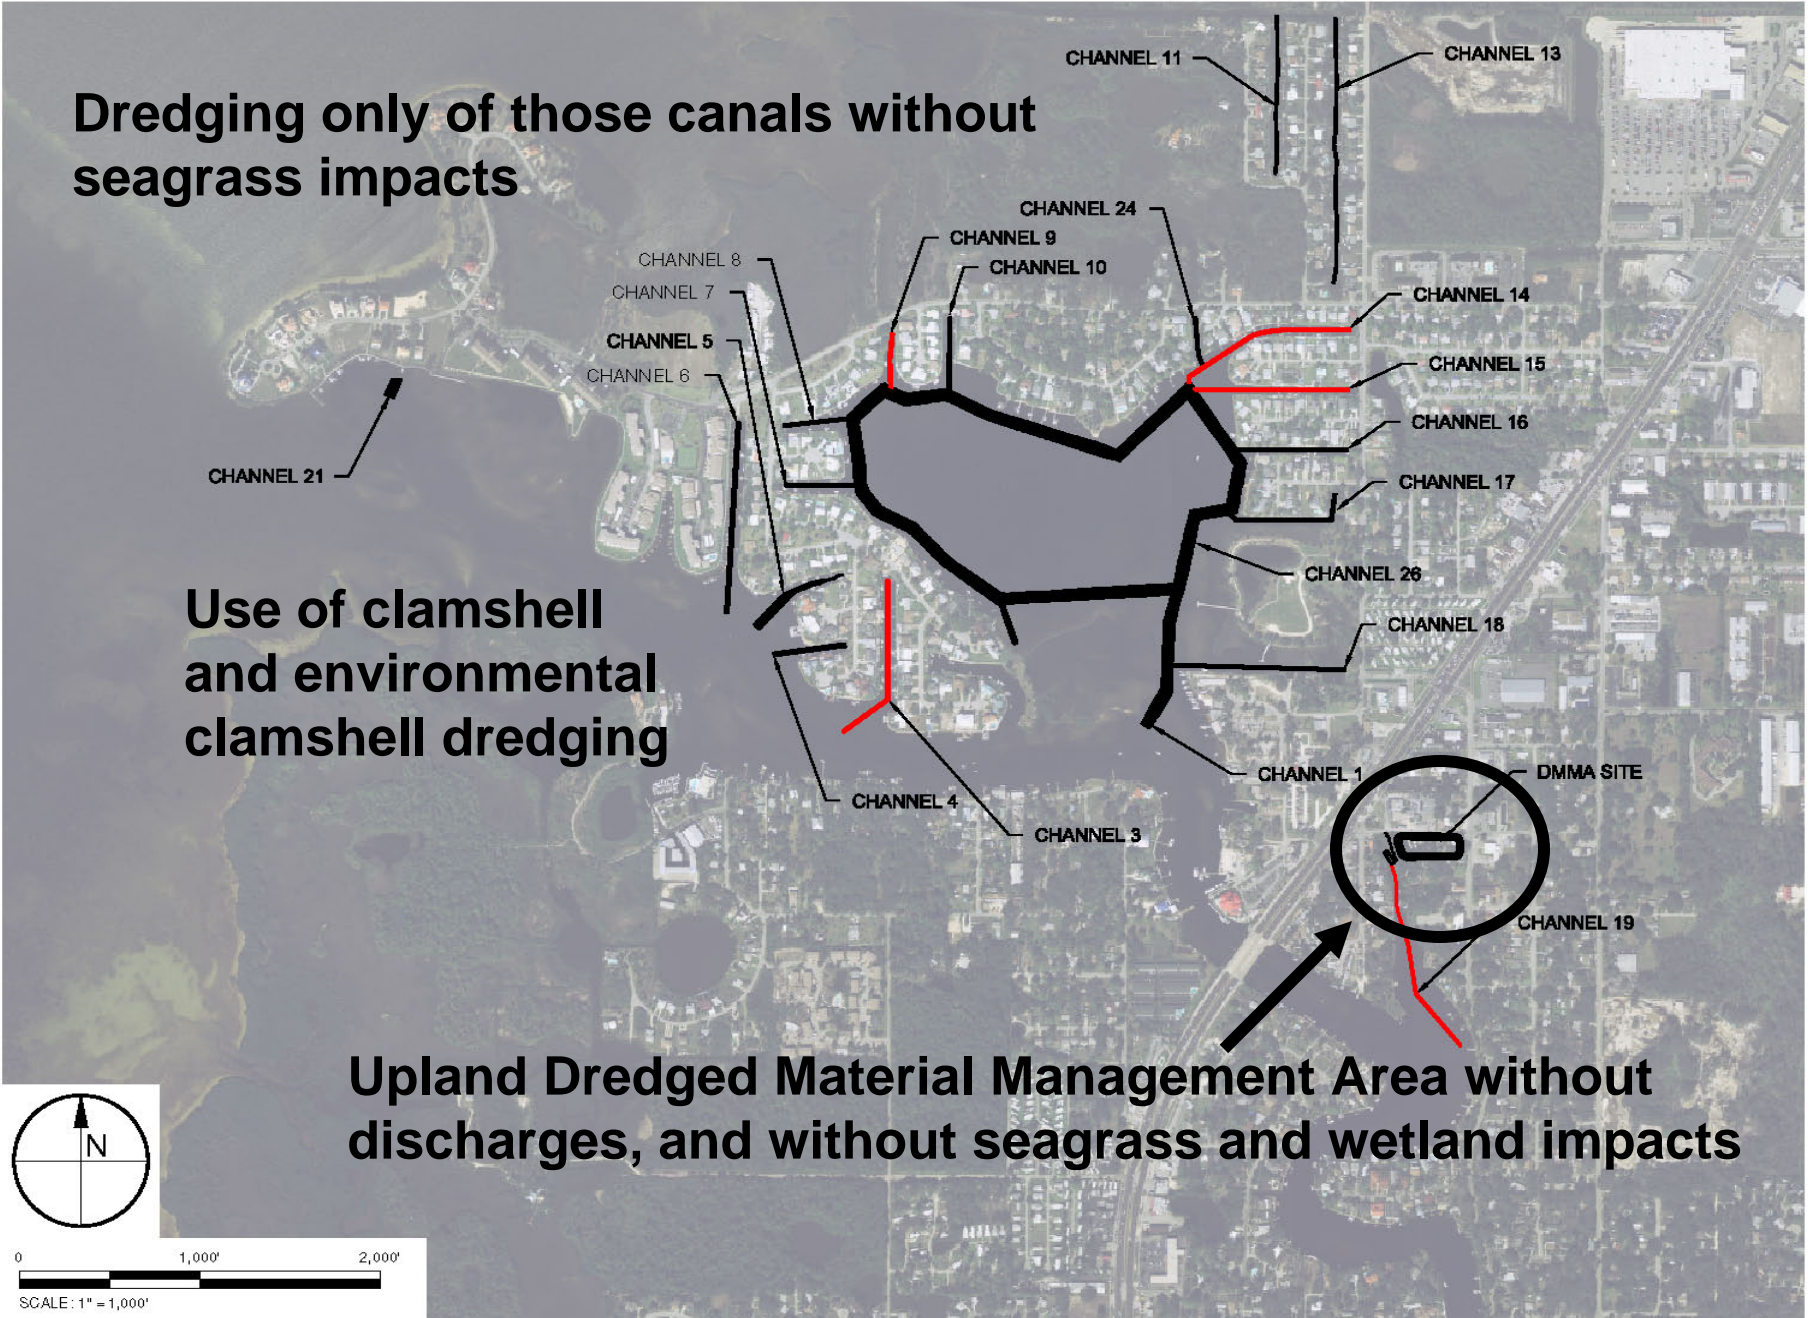 CHANNEL 11
CHANNEL 13
Dredging only of those canals without
seagrass impacts
CHANNEL 24
CHANNEL 9
CHANNEL 8
CHANNEL 10
CHANNEL 7
CHANNEL 14
CHANNEL 5
CHANNEL 15
CHANNEL 6
CHANNEL 16
CHANNEL 21
CHANNEL 17
CHANNEL 26
Use of clamshell
and environmental
clamshell dredging
CHANNEL 18
CHANNEL 1
DMMA SITE
CHANNEL 4
CHANNEL 3
CHANNEL 19
Upland Dredged Material Management Area without
discharges, and without seagrass and wetland impacts
N
0 1,000' 2,000'
SCALE: 1" = 1,000'